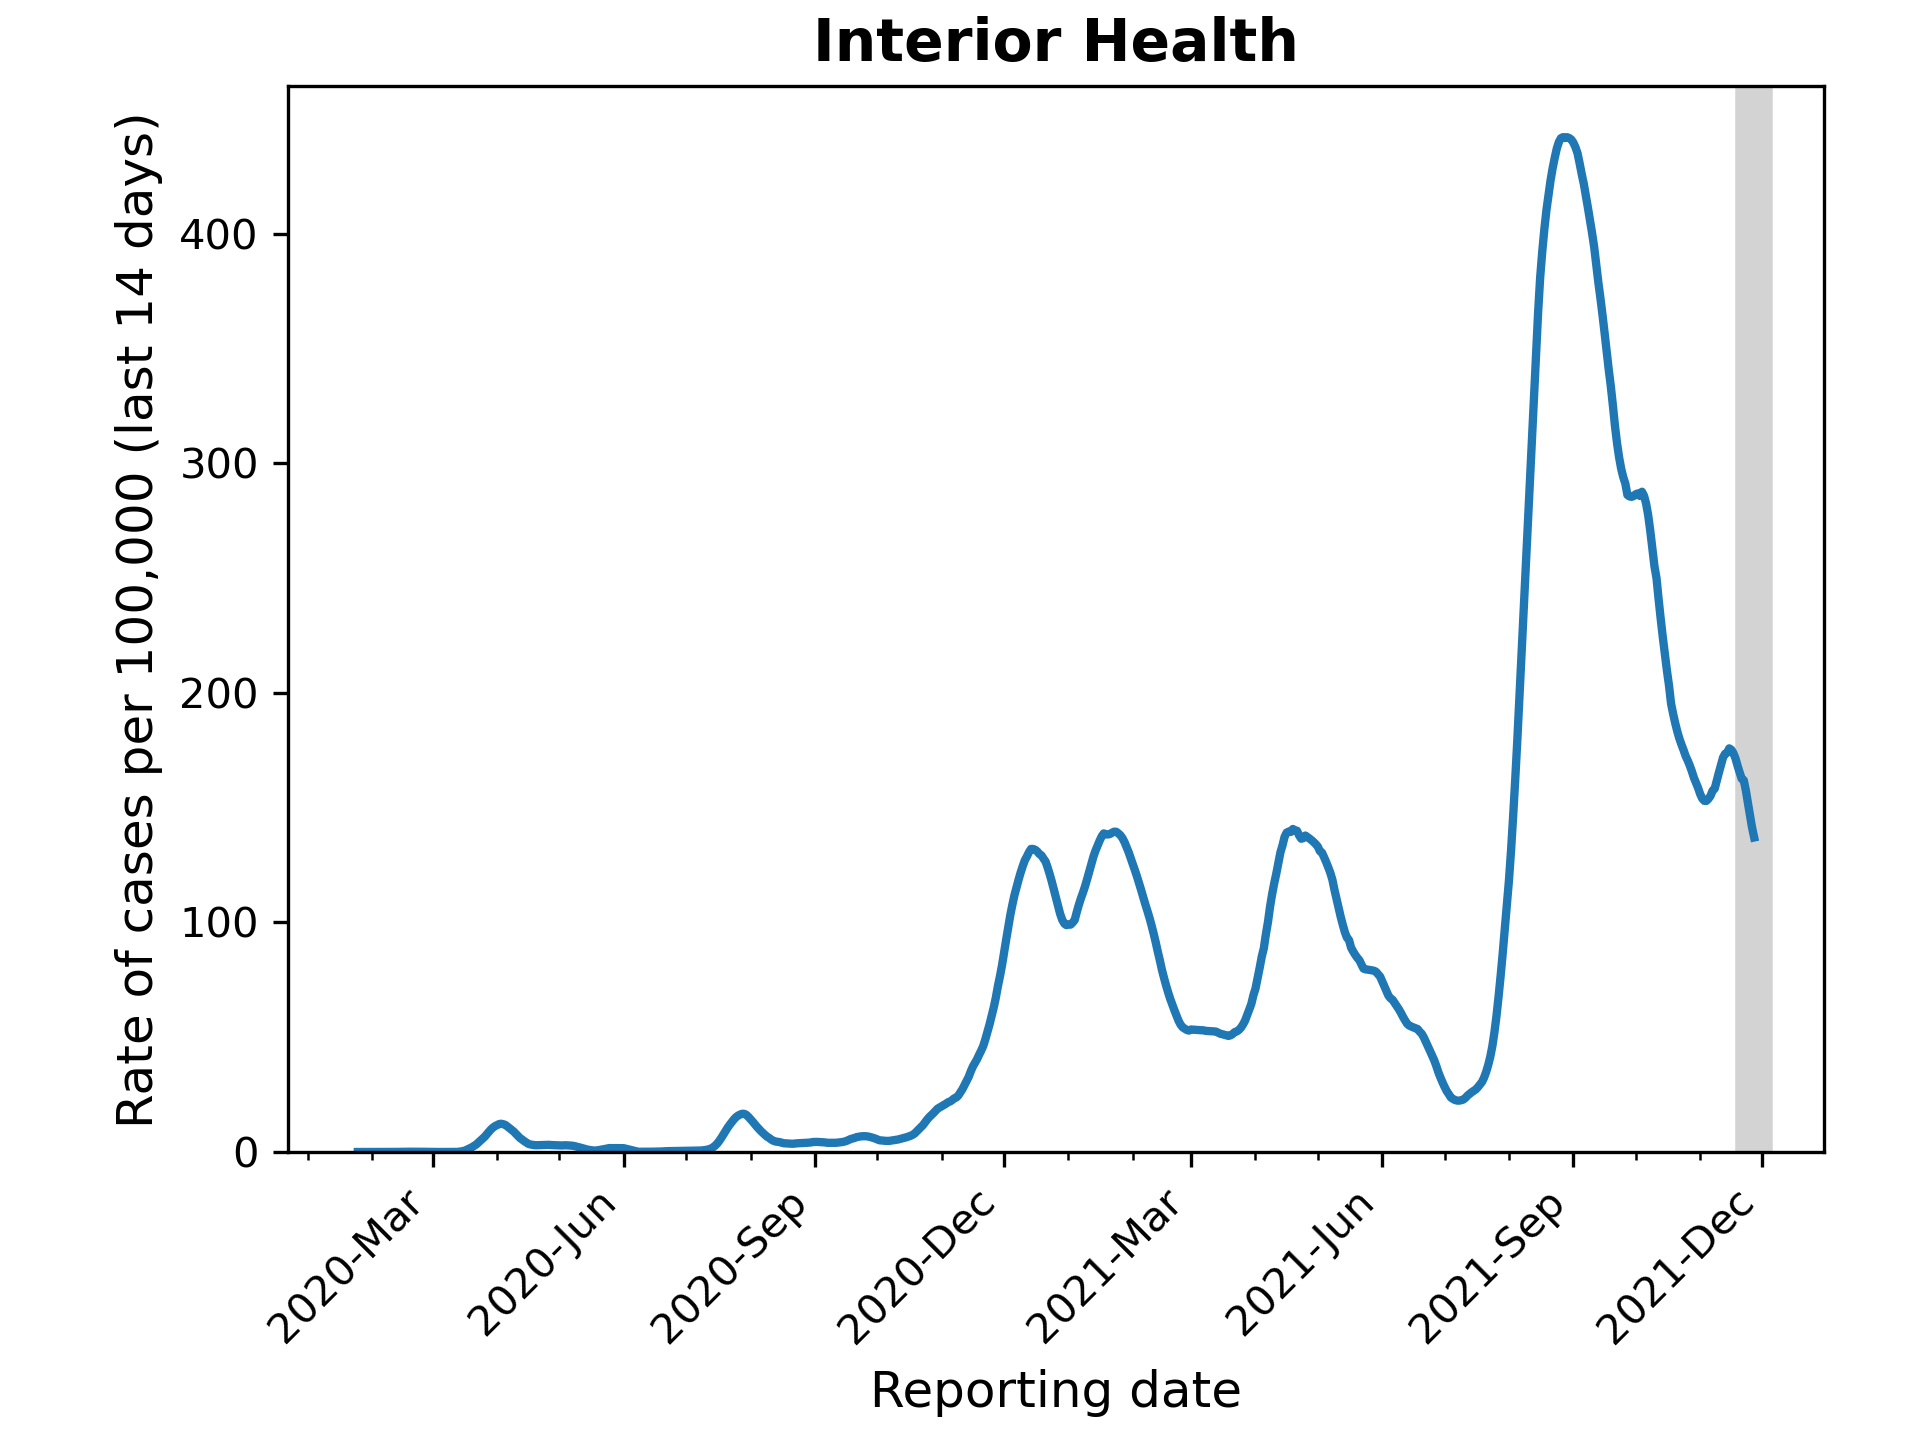 Interior Health
Rate of cases per 100,000 (last 14 days)
400
300
200
100
0
2020-Mar
2020-Jun
2020-Sep
2020-Dec
2021-Mar
2021-Jun
2021-Sep
2021-Dec
Reporting date